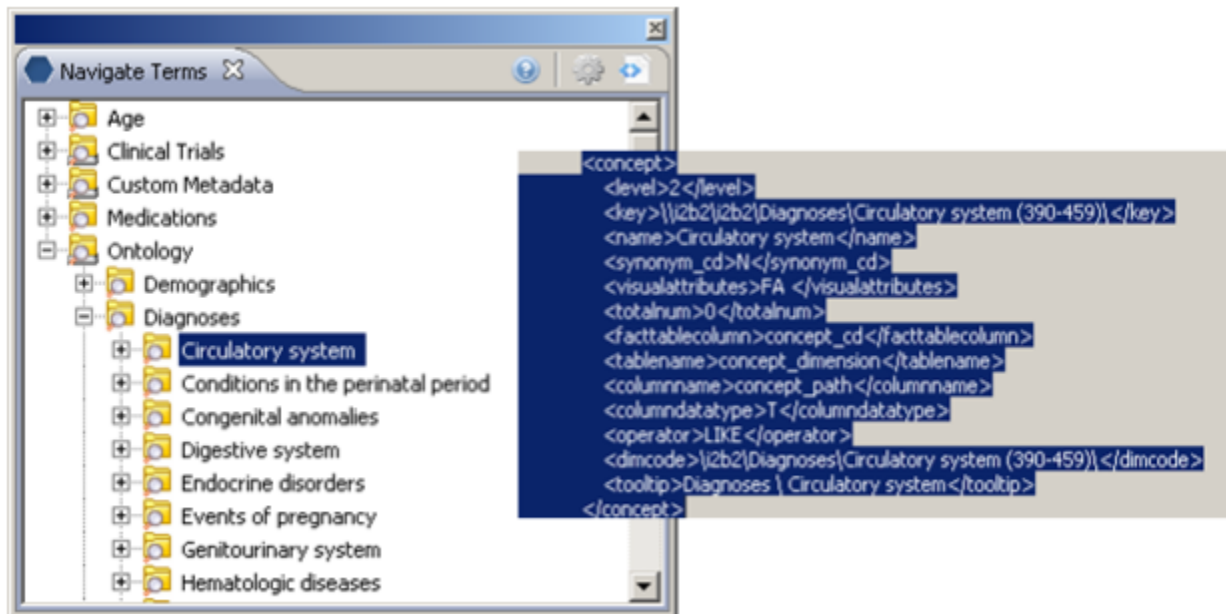 Navigate Terms
Age
Clinical Trials
Custom Metadata
Medications
Ontology
Demographics
Diagnoses
Circulatory system
Conditions in the perinatal period
Congenital anomalies
Digestive system
Endocrine disorders
Events of pregnancy
Genitourinary system
Hematologic diseases
<concept>
<level>2</level>
<key>\\i2b2\i2b2\Diagnoses\Circulatory system (390-459)\</key>
<name>Circulatory system</name>
<synonym_cd>N</synonym_cd>
<visualattributes>FA </visualattributes>
<totalnum>0</totalnum>
<facttablecolumn>concept_cd</facttablecolumn>
<tablename>concept_dimension</tablename>
<columnname>concept_path</columnname>
<columndatatype>T</columndatatype>
<operator>LIKE</operator>
<dimcode>\i2b2\Diagnoses\Circulatory system (390-459)\</dimcode>
<tooltip>Diagnoses \ Circulatory system</tooltip>
</concept>